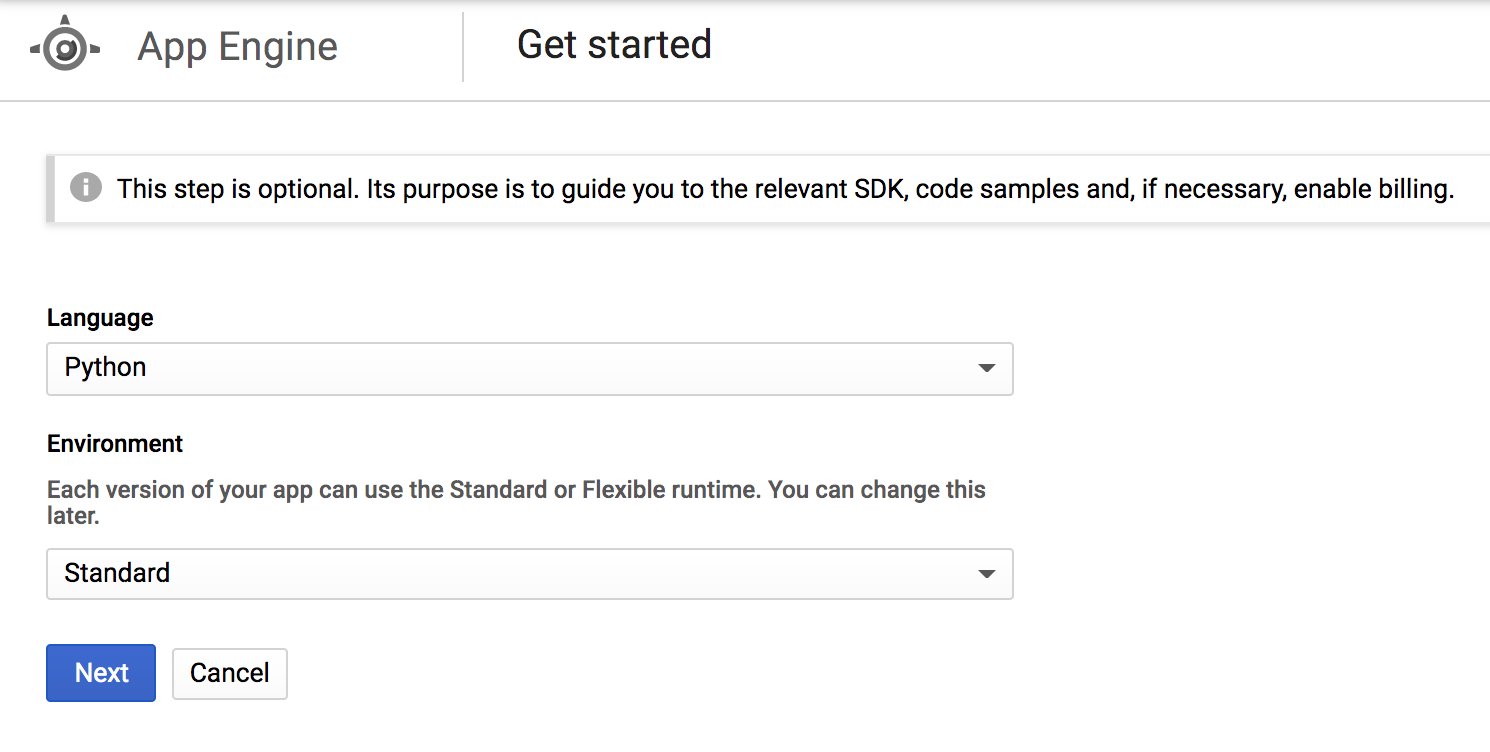 App Engine
Get started
This step is optional. Its purpose is to guide you to the relevant SDK, code samples and, if necessary, enable billing.
Language
Python
Environment
Each version of your app can use the Standard or Flexible runtime. You can change this
later.
Standard
Next
Cancel